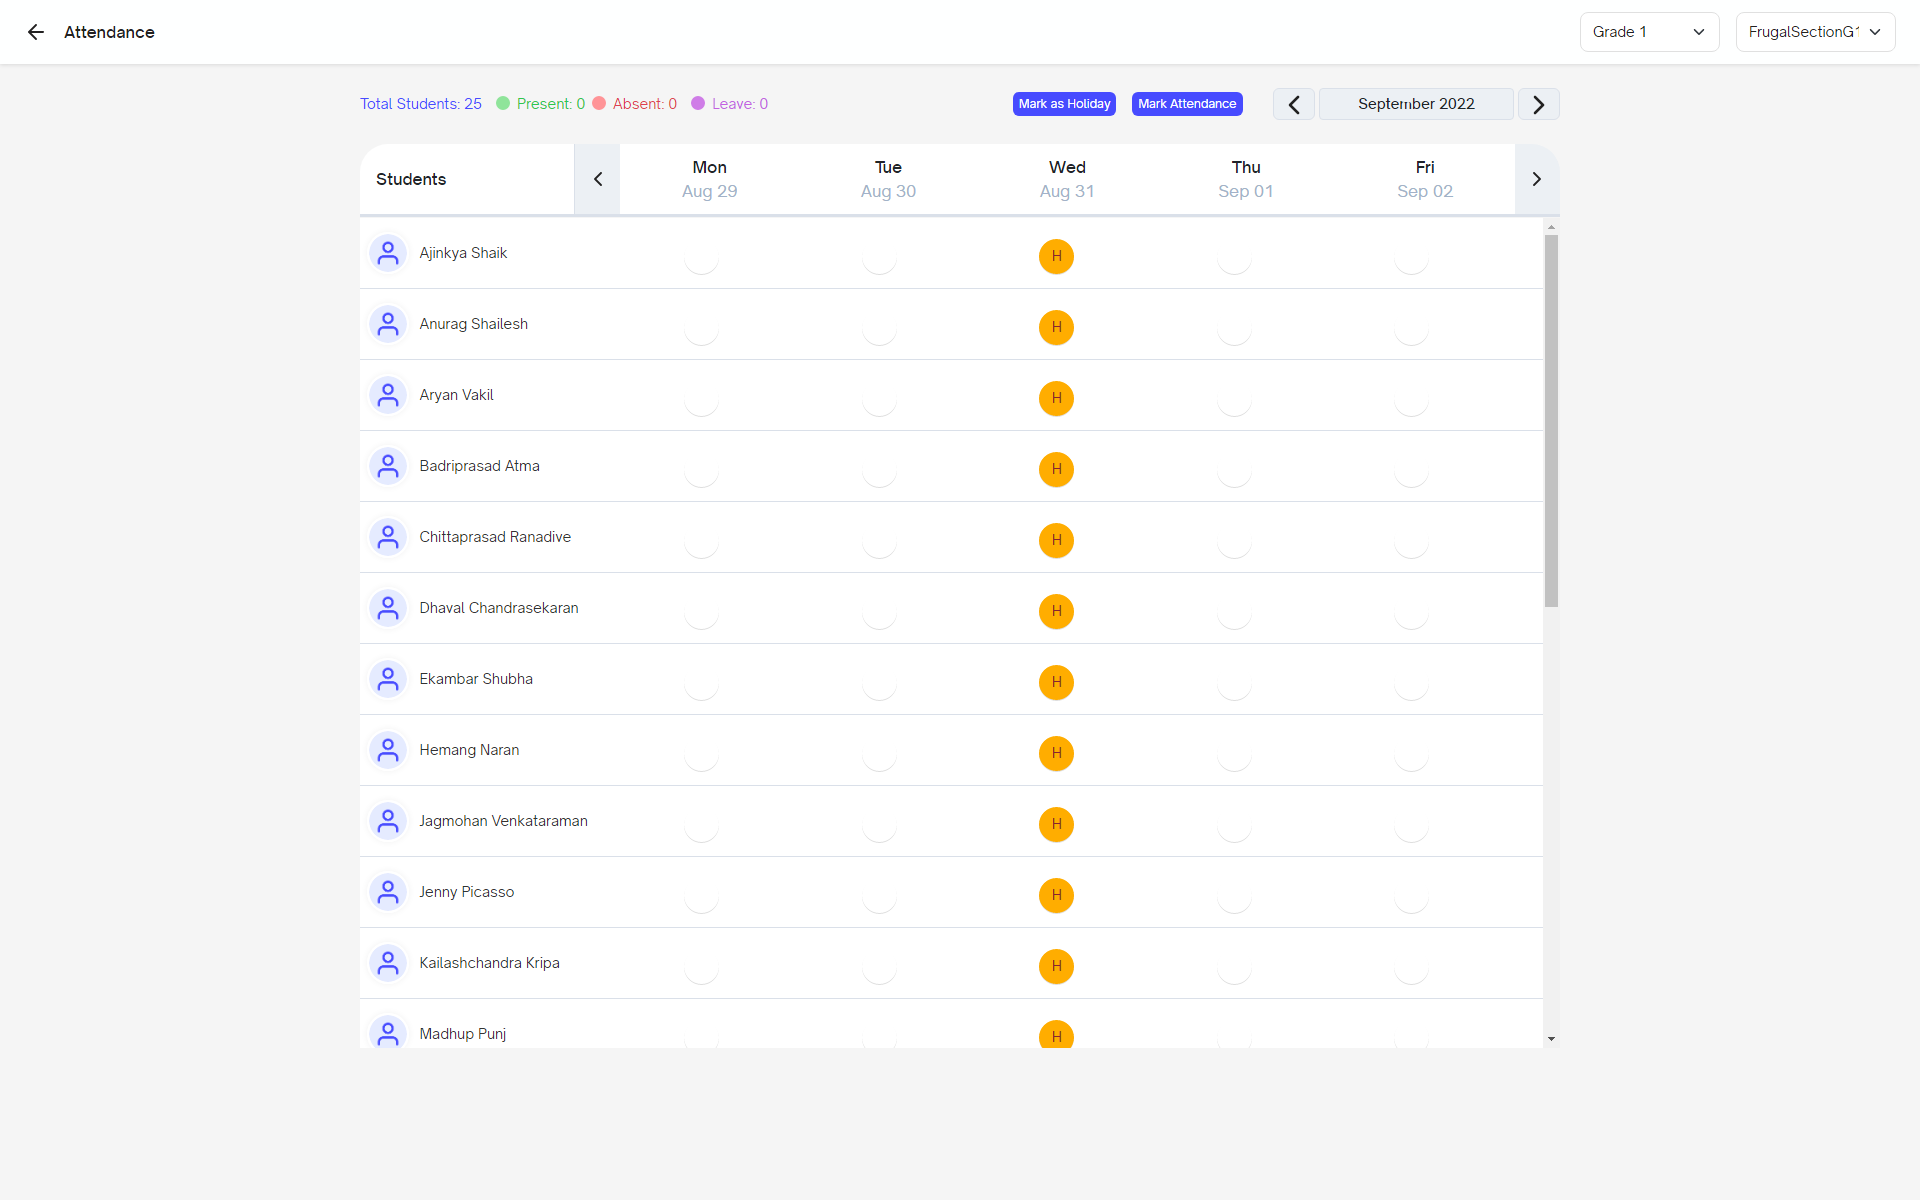 Attendance
Grade 1
FrugalSectionG1
Total Students: 25 Present: 0 Absent: 0 Leave: 0
Mark as Holiday
Mark Attendance
September 2022
Students
Mon
Aug 29
Tue
Aug 30
Wed
Aug 31
Thu
Sep 01
Fri
Sep 02
Ajinkya Shaik H
Anurag Shailesh H
Aryan Vakil H
Badriprasad Atma H
Chittaprasad Ranadive H
Dhaval Chandrasekaran H
Ekambar Shubha H
Hemang Naran H
Jagmohan Venkataraman H
Jenny Picasso H
Kailashchandra Kripa H
Madhup Punj H